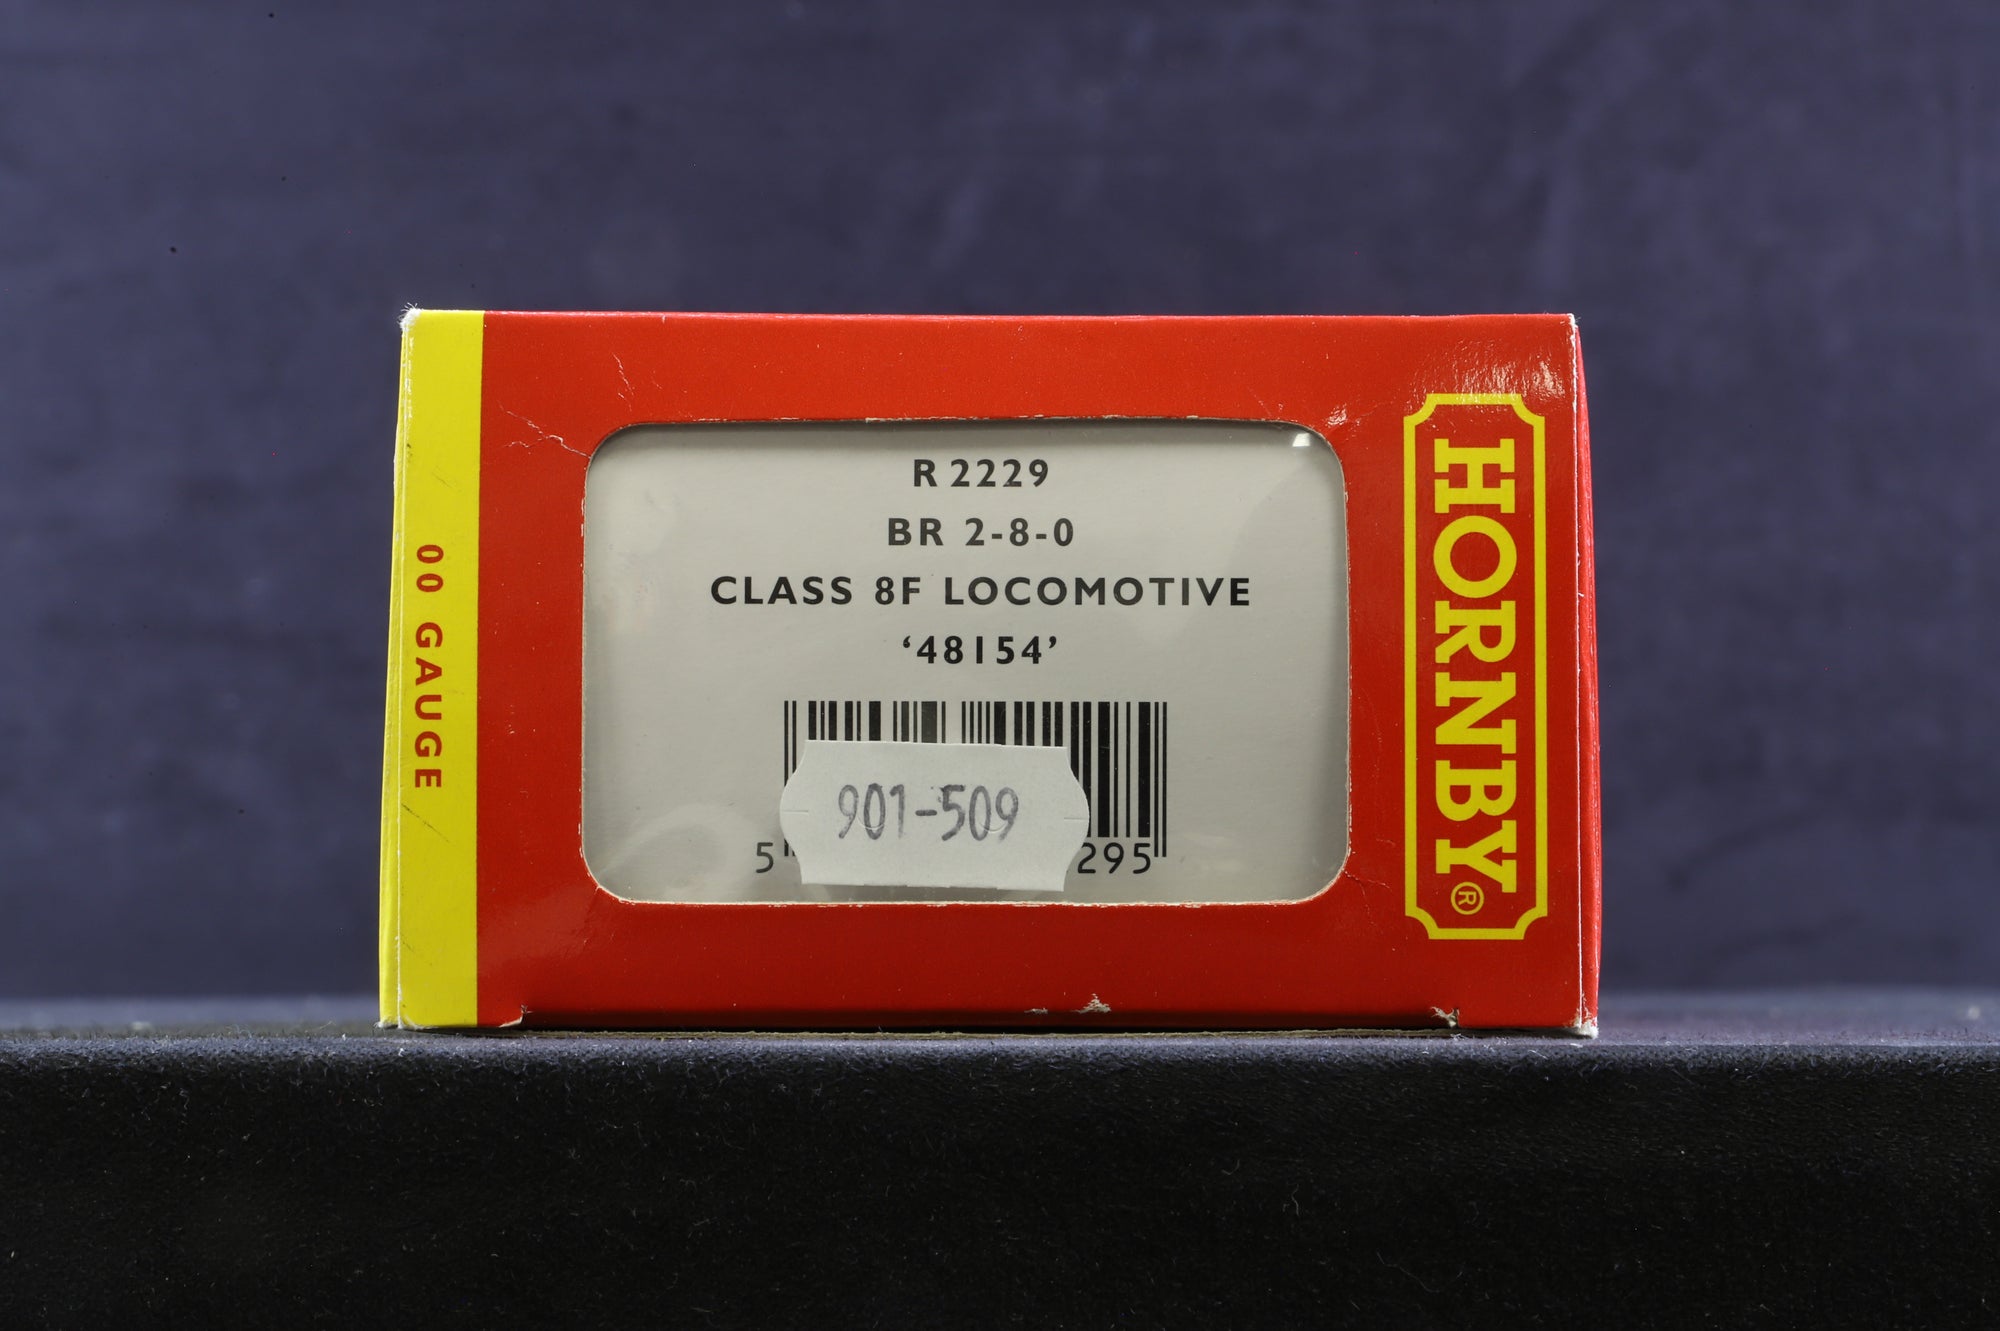 00 GAUGE
R 2229
BR 2-8-0
CLASS 8F LOCOMOTIVE
‘48154’
901-509
5 295
HORNBY®